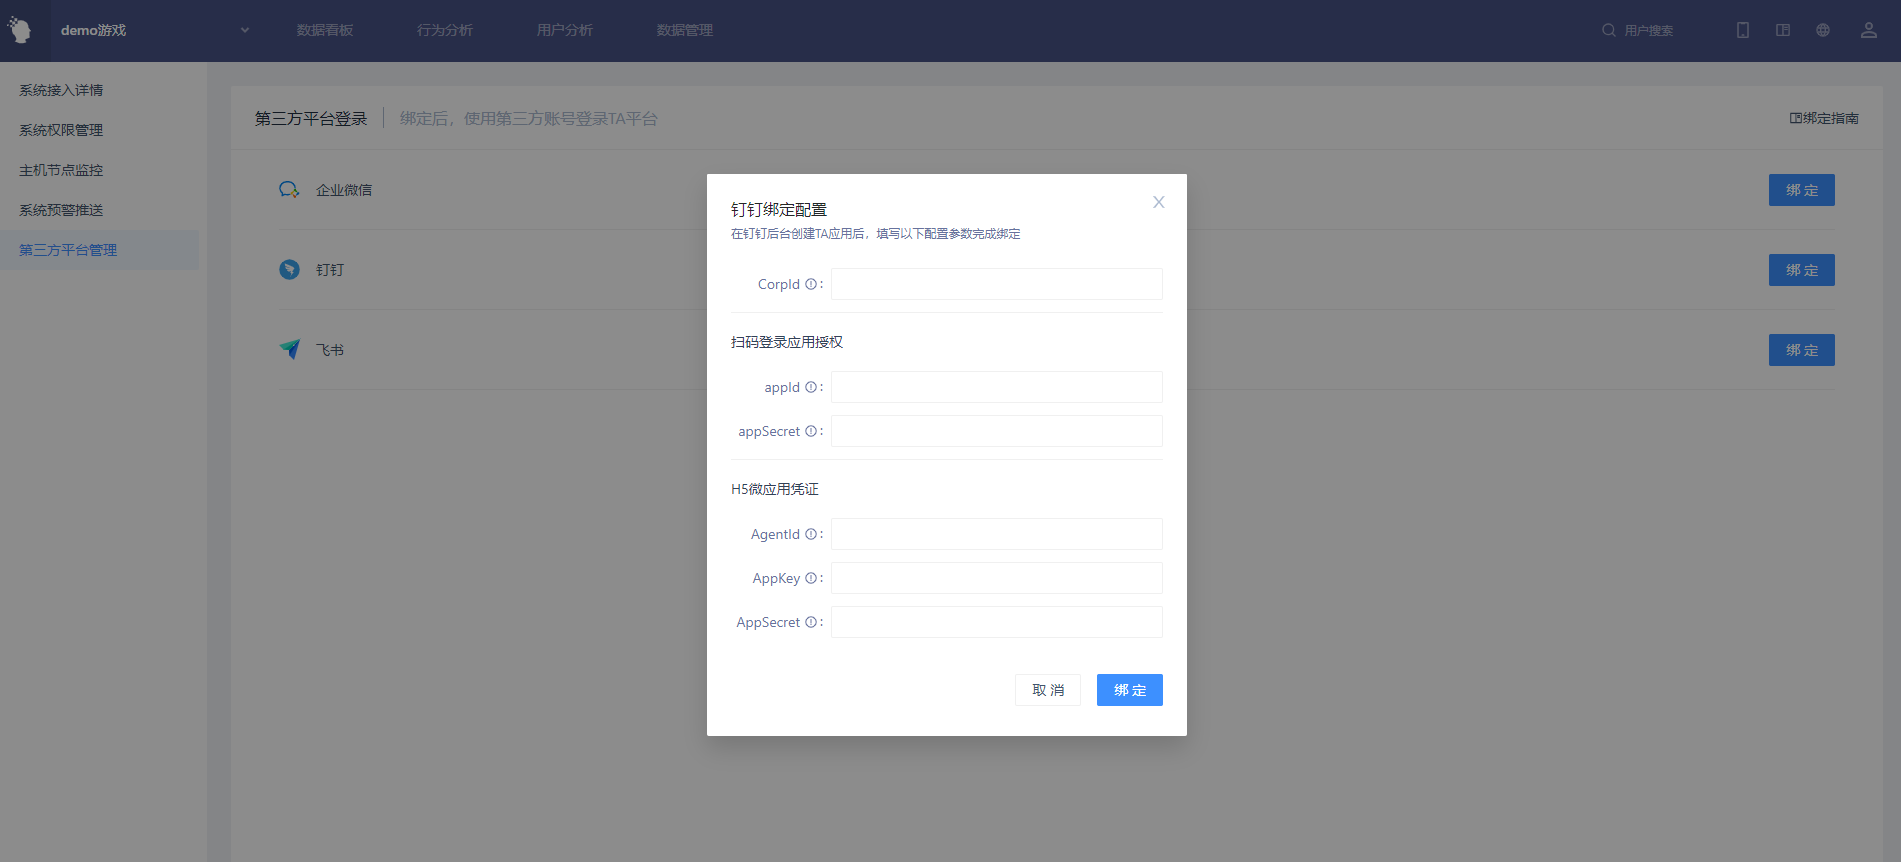 demo游戏
数据看板
行为分析
用户分析
数据管理
用户搜索
系统接入详情
系统权限管理
主机节点监控
系统预警推送
第三方平台管理
第三方平台登录
绑定后，使用第三方账号登录TA平台
绑定指南
企业微信
绑 定
钉钉
绑 定
飞书
绑 定
钉钉绑定配置
在钉钉后台创建TA应用后，填写以下配置参数完成绑定
CorpId :
扫码登录应用授权
appId :
appSecret :
H5微应用凭证
AgentId :
AppKey :
AppSecret :
取 消
绑 定